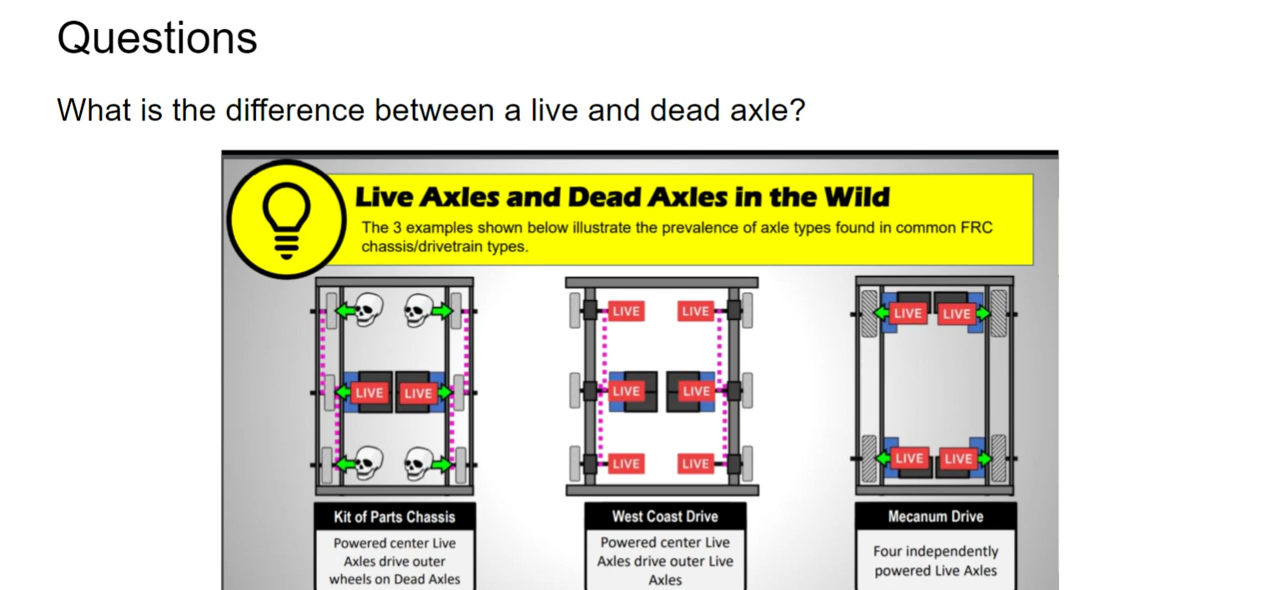 Questions
What is the difference between a live and dead axle?
Live Axles and Dead Axles in the Wild
The 3 examples shown below illustrate the prevalence of axle types found in common FRC
chassis/drivetrain types.
LIVE LIVE LIVE LIVE
LIVE LIVE LIVE LIVE
LIVE LIVE LIVE LIVE
Kit of Parts Chassis
Powered center Live
Axles drive outer
wheels on Dead Axles
West Coast Drive
Powered center Live
Axles drive outer Live
Axles
Mecanum Drive
Four independently
powered Live Axles